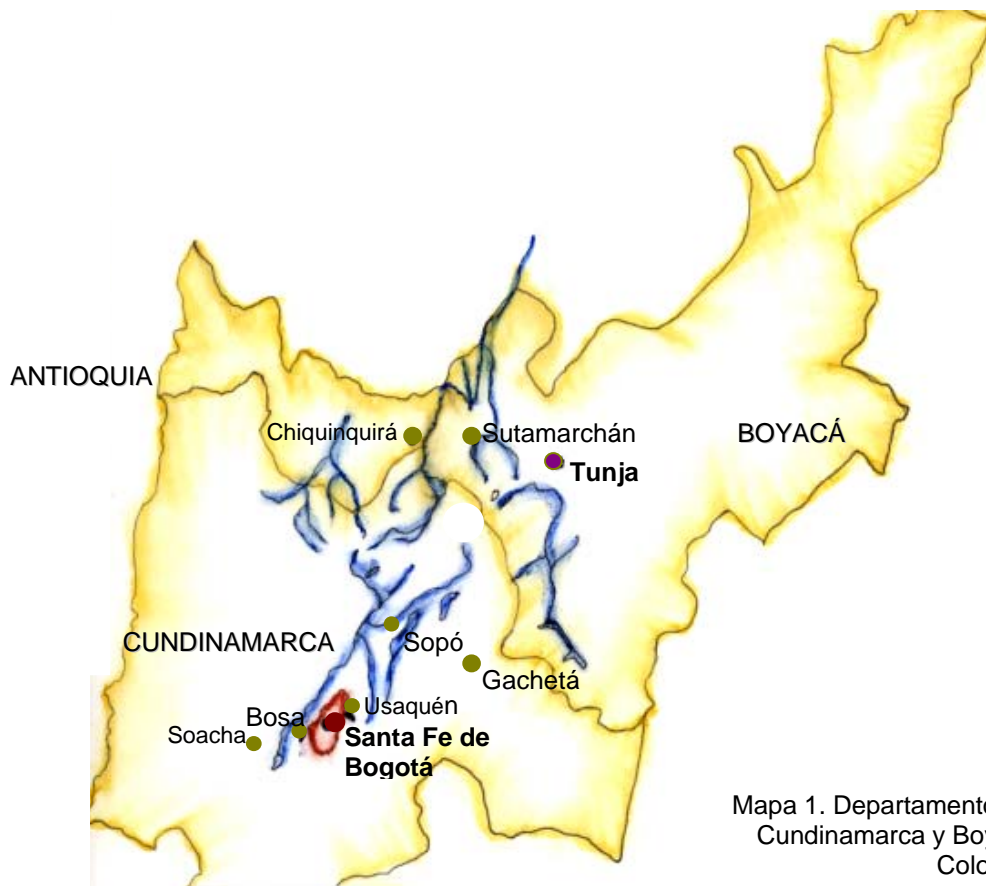 ANTIOQUIA
Chiquinquirá
Sutamarchán
BOYACÁ
Tunja
CUNDINAMARCA
Sopó
Gachetá
Usaquén
Bosa
Soacha
Santa Fe de
Bogotá
Mapa 1. Departamento
Cundinamarca y Boy
Colo